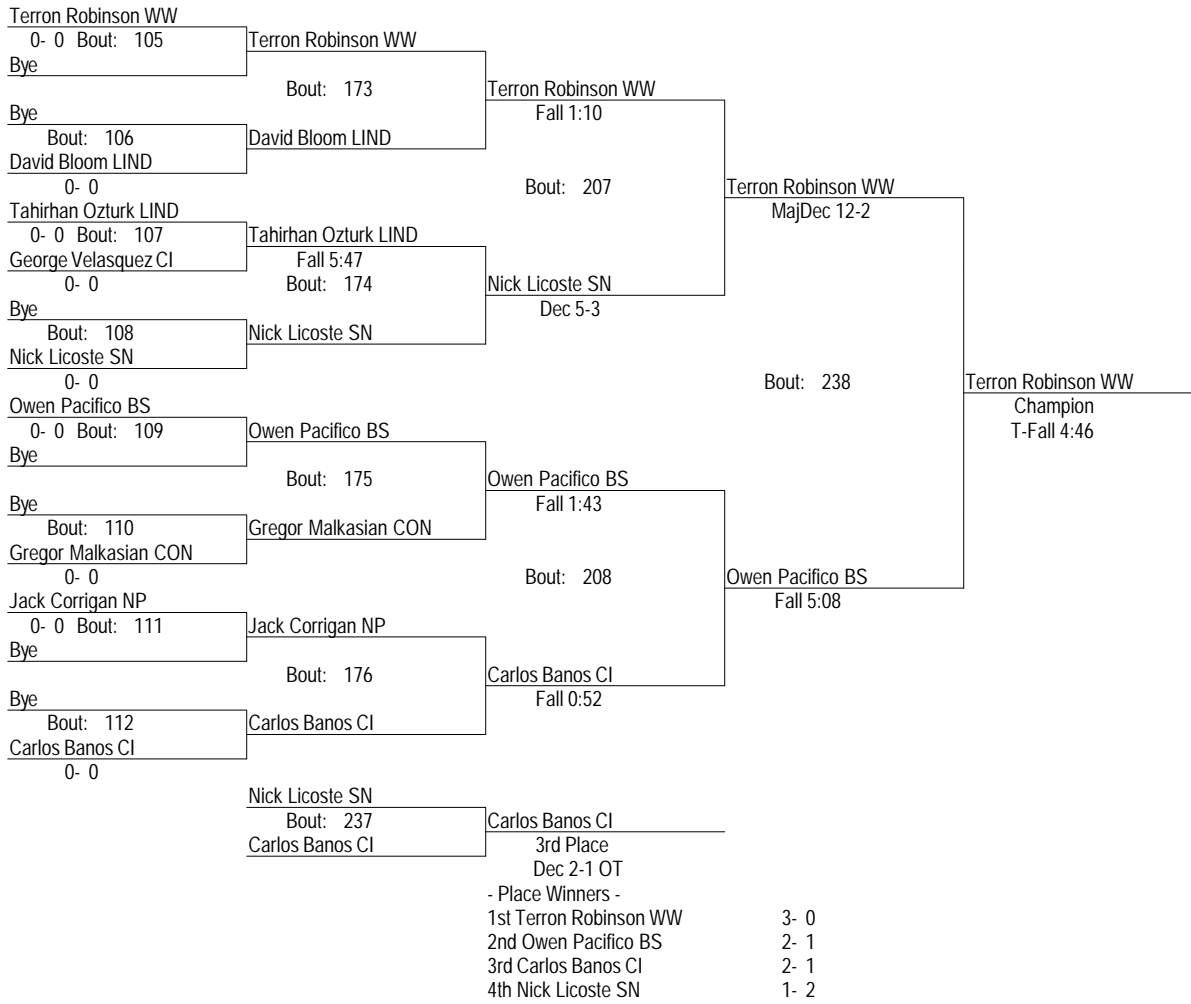 Terron Robinson WW
0- 0 Bout: 105
Bye
Terron Robinson WW
Bout: 173
Bye
Bout: 106
David Bloom LIND
0- 0
David Bloom LIND
Terron Robinson WW
Fall 1:10
Bout: 207
Tahirhan Ozturk LIND
0- 0 Bout: 107
George Velasquez CI
0- 0
Tahirhan Ozturk LIND
Fall 5:47
Bout: 174
Bye
Bout: 108
Nick Licoste SN
0- 0
Nick Licoste SN
Nick Licoste SN
Dec 5-3
Terron Robinson WW
MajDec 12-2
Bout: 238
Terron Robinson WW
Champion
T-Fall 4:46
Owen Pacifico BS
0- 0 Bout: 109
Bye
Owen Pacifico BS
Bout: 175
Bye
Bout: 110
Gregor Malkasian CON
0- 0
Gregor Malkasian CON
Owen Pacifico BS
Fall 1:43
Bout: 208
Owen Pacifico BS
Fall 5:08
Jack Corrigan NP
0- 0 Bout: 111
Bye
Jack Corrigan NP
Bout: 176
Bye
Bout: 112
Carlos Banos CI
0- 0
Carlos Banos CI
Carlos Banos CI
Fall 0:52
Nick Licoste SN
Bout: 237
Carlos Banos CI
Carlos Banos CI
3rd Place
Dec 2-1 OT
- Place Winners -
1st Terron Robinson WW 3- 0
2nd Owen Pacifico BS 2- 1
3rd Carlos Banos CI 2- 1
4th Nick Licoste SN 1- 2